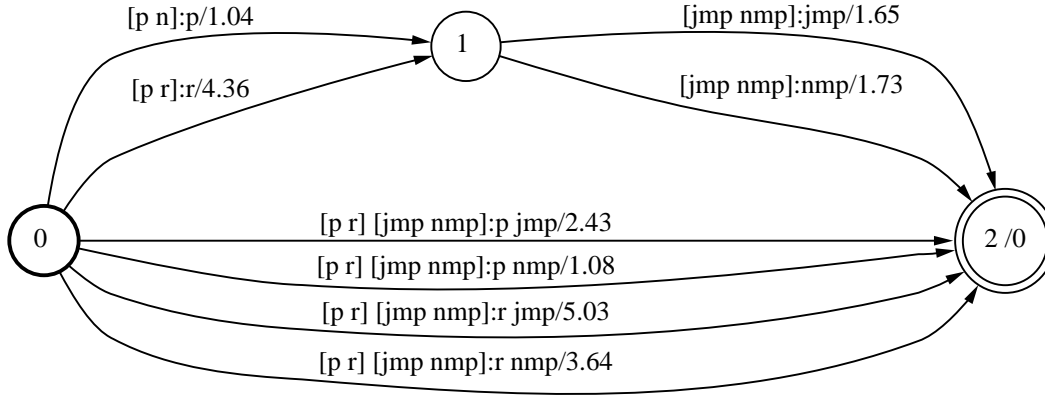 [p n]:p/1.04
[jmp nmp]:jmp/1.65
1
[p r]:r/4.36
[jmp nmp]:nmp/1.73
0
[p r] [jmp nmp]:p jmp/2.43
2 /0
[p r] [jmp nmp]:p nmp/1.08
[p r] [jmp nmp]:r jmp/5.03
[p r] [jmp nmp]:r nmp/3.64